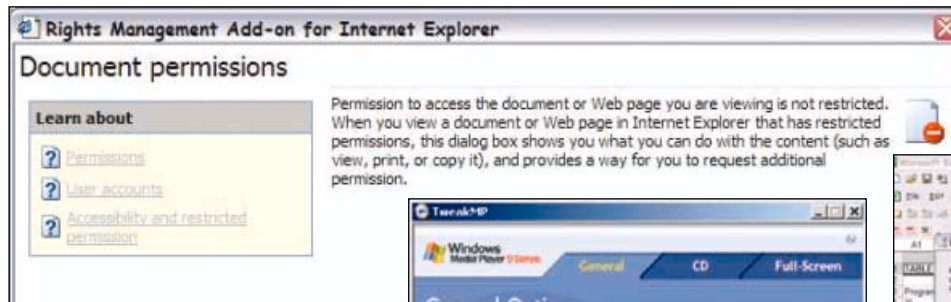 Rights Management Add-on for Internet Explorer
Document permissions
Learn about
Permissions
User accounts
Accessibility and restricted
permission
Permission to access the document or Web page you are viewing is not restricted.
When you view a document or Web page in Internet Explorer that has restricted
permissions, this dialog box shows you what you can do with the content (such as
view, print, or copy it), and provides a way for you to request additional
permission.
TweakMP
Windows
Media Player 9 Series
General
CD
Full-Screen
A1
TABLE
Program